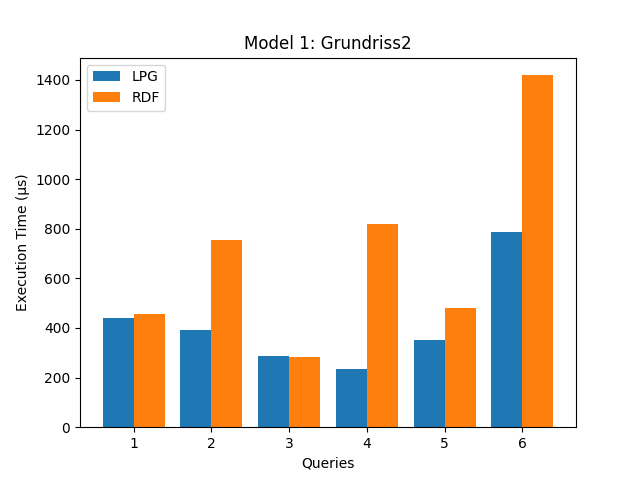 Model 1: Grundriss2
LPG
RDF
Execution Time (μs)
1400
1200
1000
800
600
400
200
0
1 2 3 4 5 6
Queries